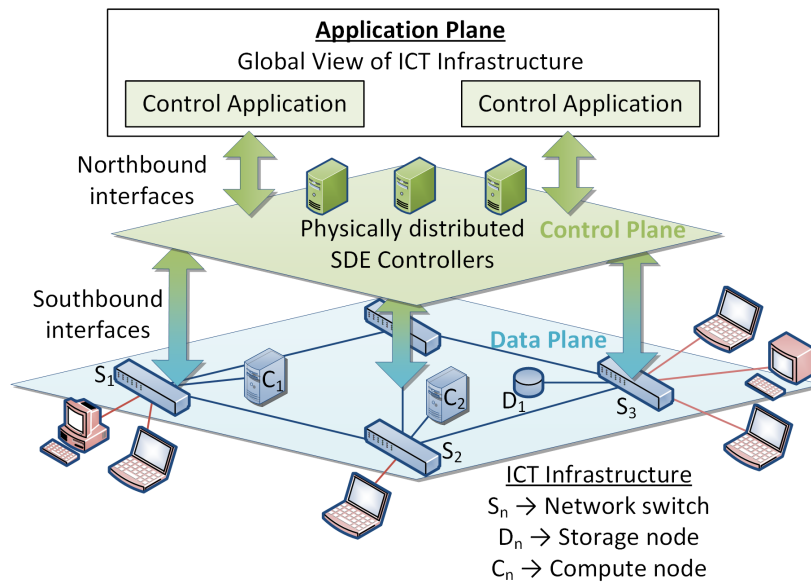 Application Plane
Global View of ICT Infrastructure
Control Application
Control Application
Northbound
interfaces
Physically distributed
SDE Controllers
Control Plane
Southbound
interfaces
Data Plane
S1
C1
C2
D1
S3
S2
ICT Infrastructure
Sn → Network switch
Dn → Storage node
Cn → Compute node